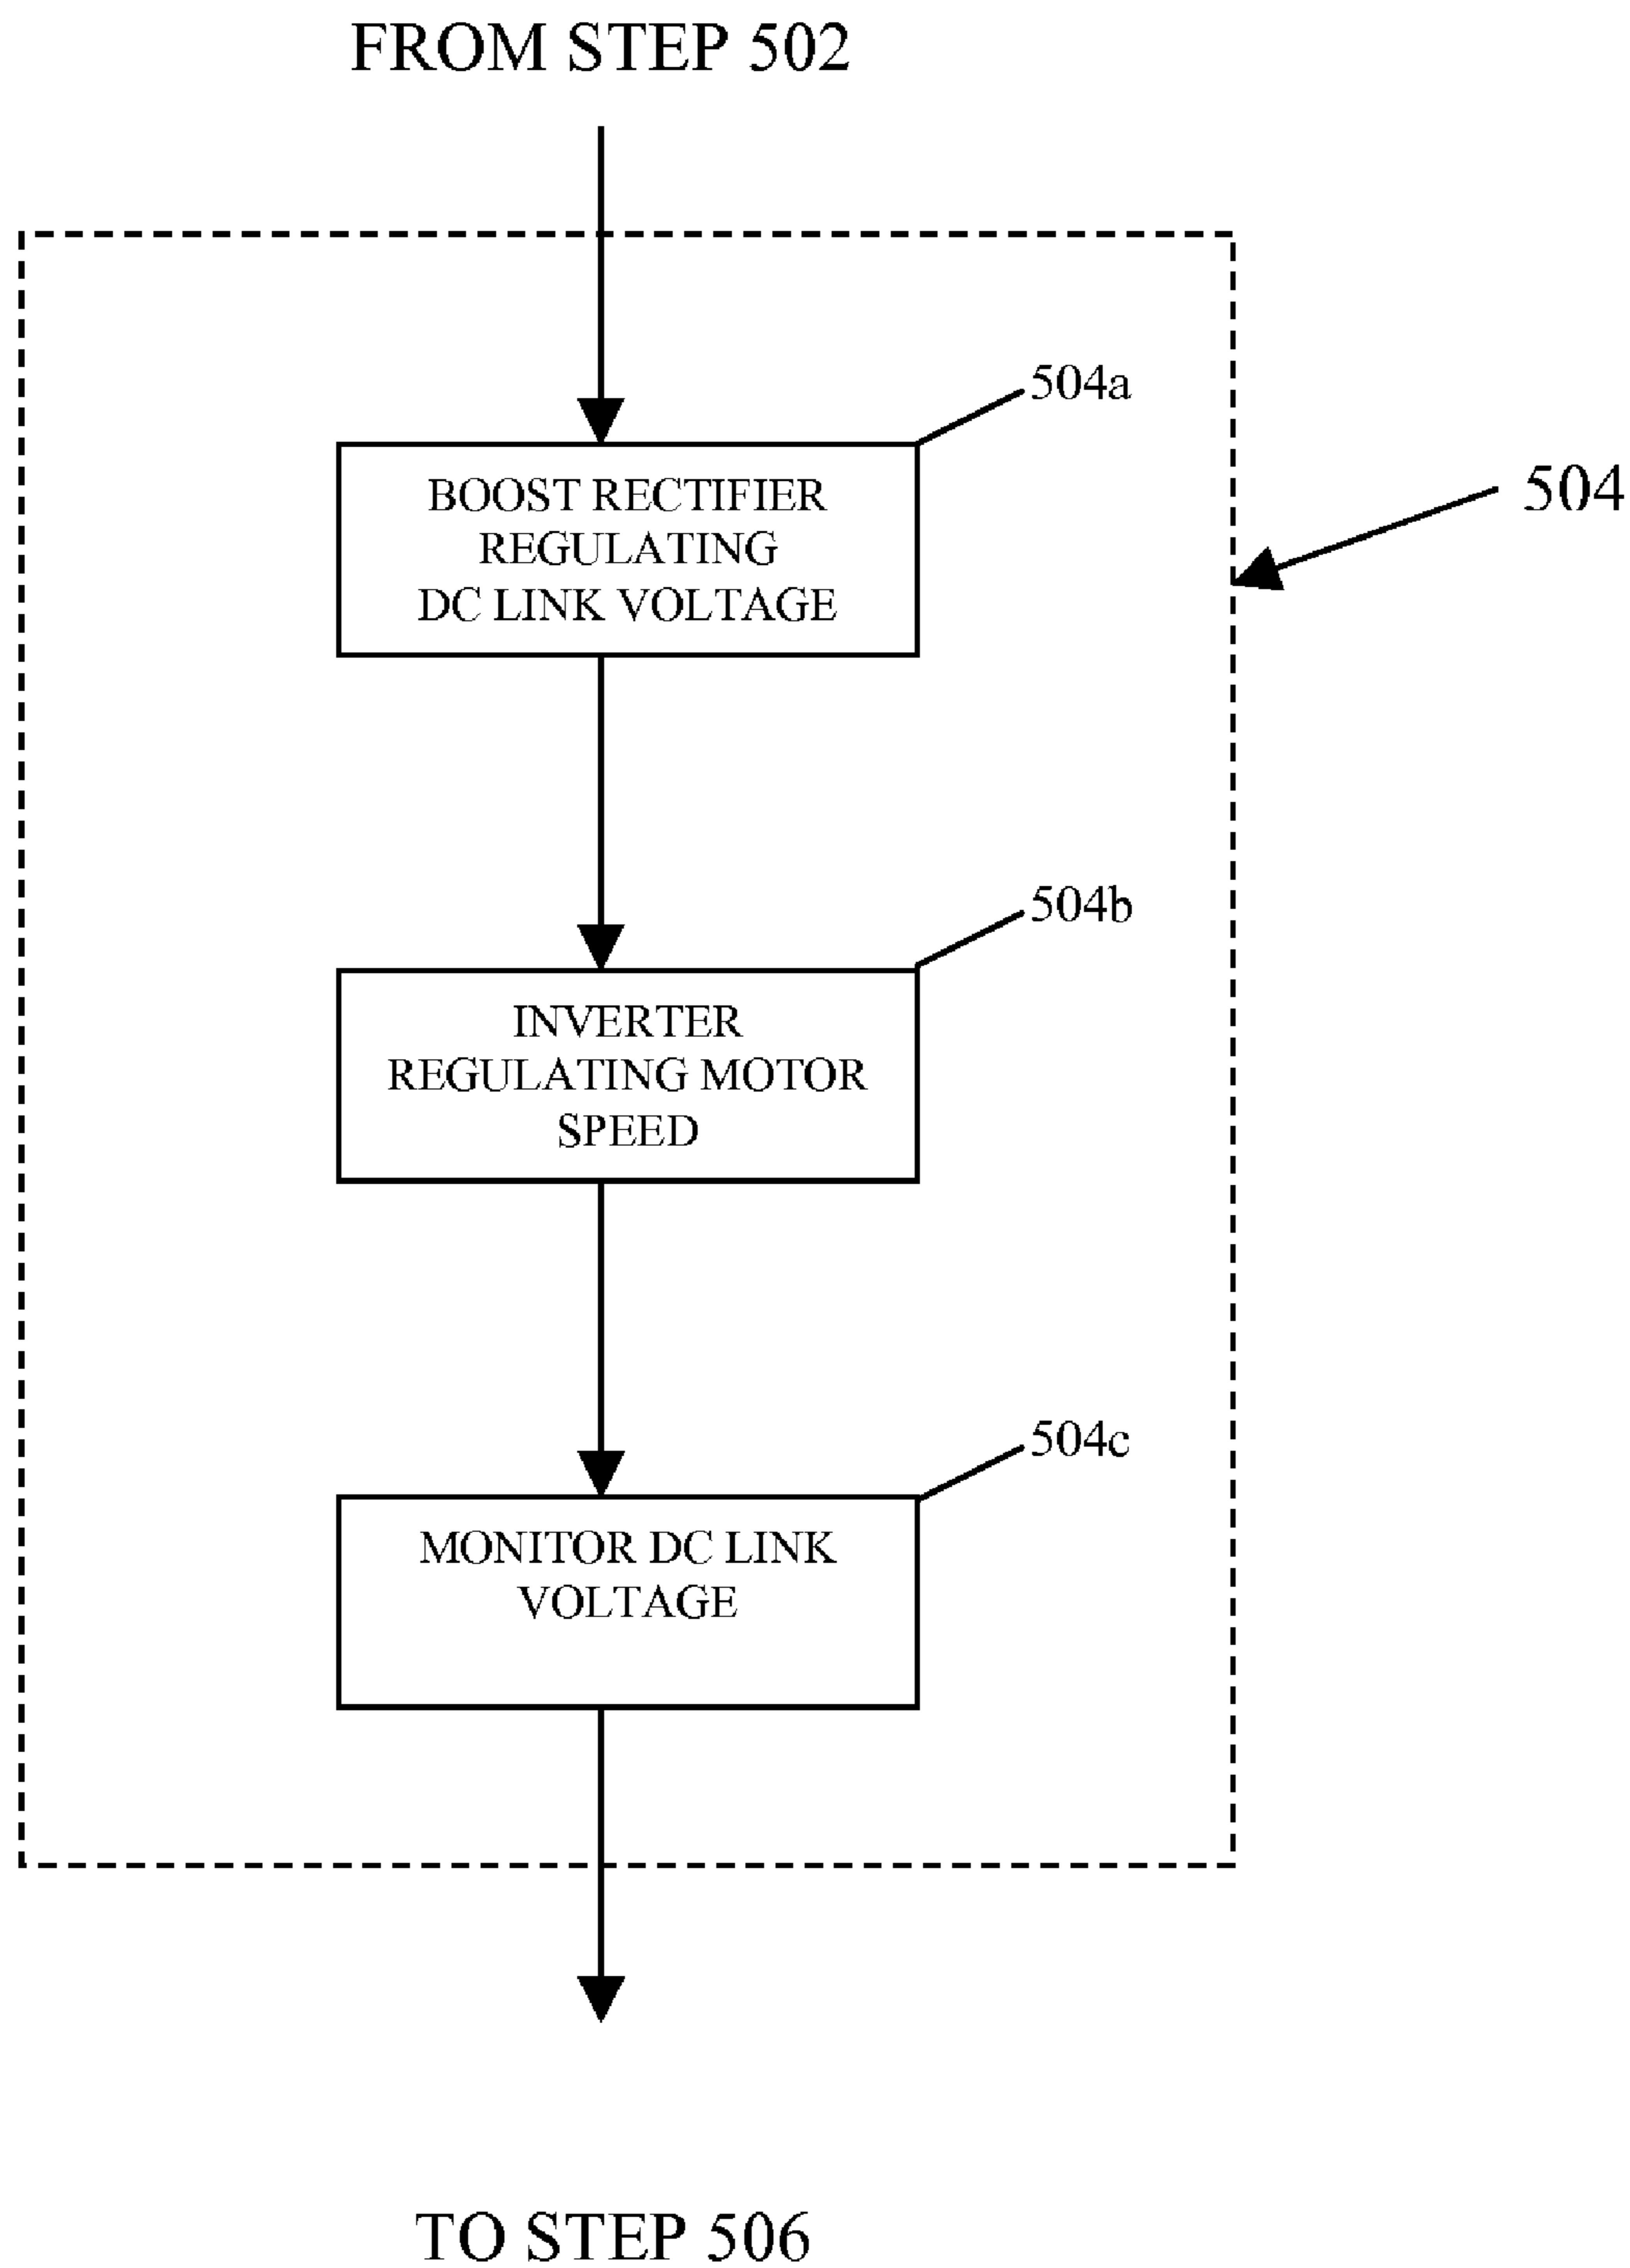 FROM STEP 502
504a
BOOST RECTIFIER
REGULATING
DC LINK VOLTAGE
504
504b
INVERTER
REGULATING MOTOR
SPEED
504c
MONITOR DC LINK
VOLTAGE
TO STEP 506